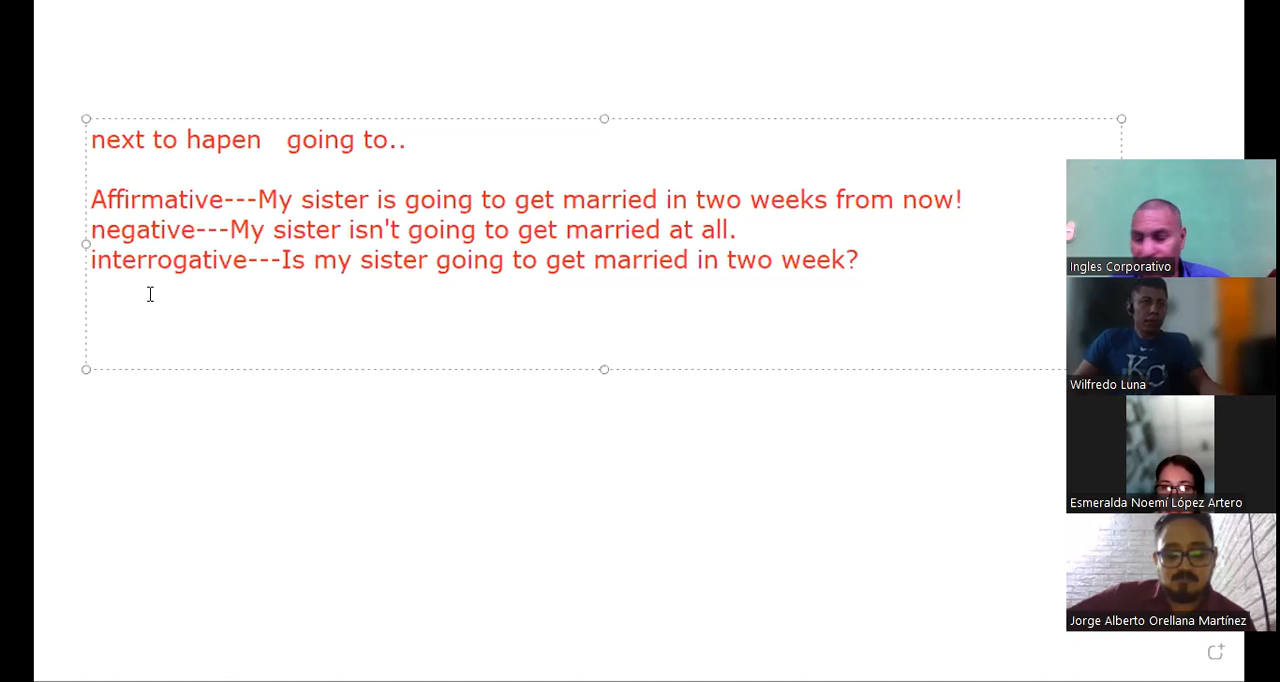 next to hapen going to..
Affirmative---My sister is going to get married in two weeks from now!
negative---My sister isn't going to get married at all.
interrogative---Is my sister going to get married in two week?
Ingles Corporativo
KC
Wilfredo Luna
Esmeralda Noemí López Artero
Jorge Alberto Orellana Martínez